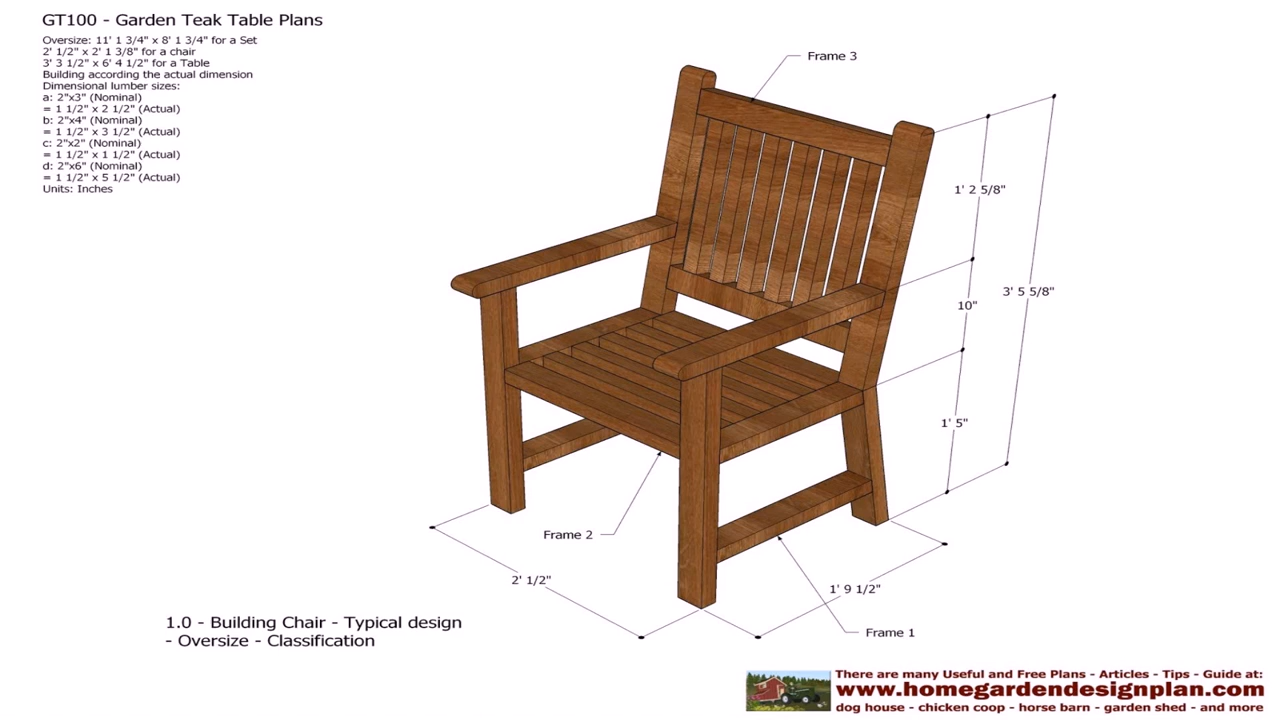 GT100 - Garden Teak Table Plans
Oversize: 11' 1 3/4" x 8' 1 3/4" for a Set
2' 1/2" x 2' 1 3/8" for a chair
3' 3 1/2" x 6' 4 1/2" for a Table
Building according the actual dimension
Dimensional lumber sizes:
a: 2"x3" (Nominal)
= 1 1/2" x 2 1/2" (Actual)
b: 2"x4" (Nominal)
= 1 1/2" x 3 1/2" (Actual)
c: 2"x2" (Nominal)
= 1 1/2" x 1 1/2" (Actual)
d: 2"x6" (Nominal)
= 1 1/2" x 5 1/2" (Actual)
Units: Inches
Frame 3
1' 2 5/8"
3' 5 5/8"
10"
1' 5"
Frame 2
2' 1/2"
1' 9 1/2"
Frame 1
1.0 - Building Chair - Typical design
- Oversize - Classification
There are many Useful and Free Plans - Articles - Tips - Guide at:
www.homegardendesignplan.com
dog house - chicken coop - horse barn - garden shed - and more